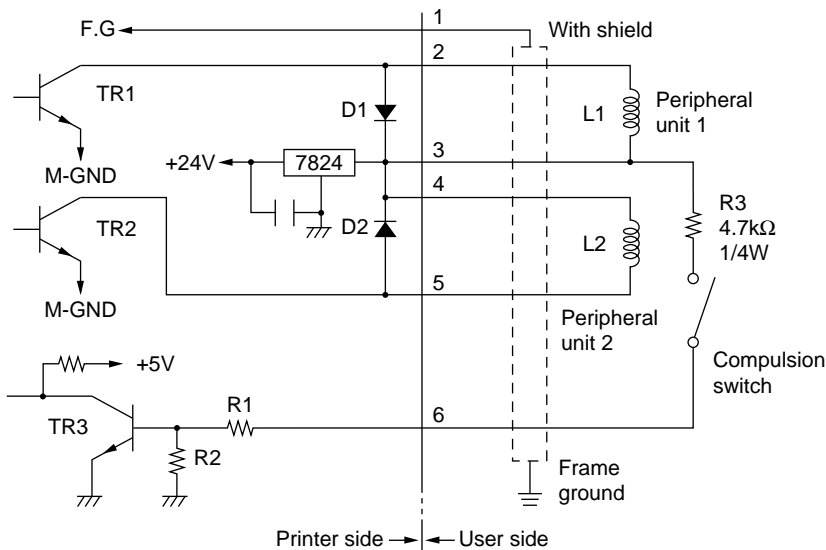 1
F.G
With shield
2
TR1
D1
L1
Peripheral
unit 1
M-GND
+24V
7824
3
4
R3
4.7kΩ
1/4W
TR2
D2
L2
M-GND
5
Peripheral
unit 2
+5V
Compulsion
switch
TR3
R1
6
R2
Frame
ground
Printer side
User side